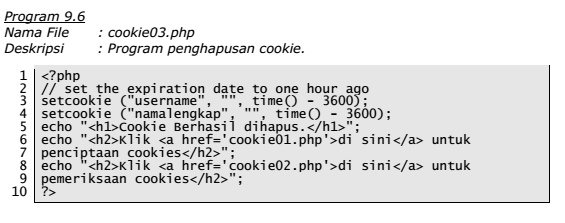 Program 9.6
Nama File : cookie03.php
Deskripsi : Program penghapusan cookie.
1 <?php
2 // set the expiration date to one hour ago
3 setcookie ("username", "", time() - 3600);
4 setcookie ("namalengkap", "", time() - 3600);
5 echo "<h1>Cookie Berhasil dihapus.</h1>";
6 echo "<h2>Klik <a href='cookie01.php'>di sini</a> untuk
7 penciptaan cookies</h2>";
8 echo "<h2>Klik <a href='cookie02.php'>di sini</a> untuk
9 pemeriksaan cookies</h2>";
10 ?>